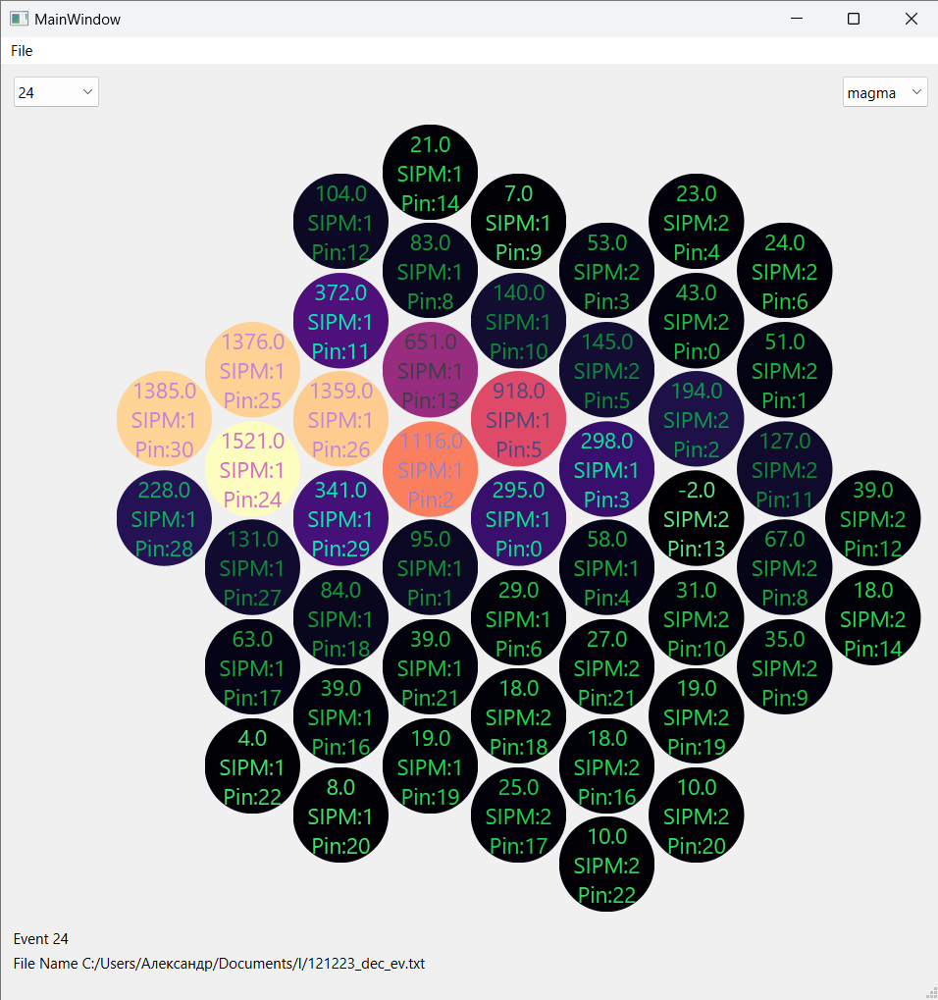 MainWindow
File
24
magma
21.0
SIPM:1
Pin:14
104.0
SIPM:1
Pin:12
7.0
SIPM:1
Pin:9
23.0
SIPM:2
Pin:4
83.0
SIPM:1
Pin:8
53.0
SIPM:2
Pin:3
24.0
SIPM:2
Pin:6
372.0
SIPM:1
Pin:11
140.0
SIPM:1
Pin:10
43.0
SIPM:2
Pin:0
1376.0
SIPM:1
Pin:25
651.0
SIPM:1
Pin:13
145.0
SIPM:2
Pin:5
51.0
SIPM:2
Pin:1
1385.0
SIPM:1
Pin:30
1359.0
SIPM:1
Pin:26
918.0
SIPM:1
Pin:5
194.0
SIPM:2
Pin:2
1521.0
SIPM:1
Pin:24
1116.0
SIPM:1
Pin:2
298.0
SIPM:1
Pin:3
127.0
SIPM:2
Pin:11
228.0
SIPM:1
Pin:28
341.0
SIPM:1
Pin:29
295.0
SIPM:1
Pin:0
-2.0
SIPM:2
Pin:13
39.0
SIPM:2
Pin:12
131.0
SIPM:1
Pin:27
95.0
SIPM:1
Pin:1
58.0
SIPM:1
Pin:4
67.0
SIPM:2
Pin:8
84.0
SIPM:1
Pin:18
29.0
SIPM:1
Pin:6
31.0
SIPM:2
Pin:10
18.0
SIPM:2
Pin:14
63.0
SIPM:1
Pin:17
39.0
SIPM:1
Pin:21
27.0
SIPM:2
Pin:21
35.0
SIPM:2
Pin:9
39.0
SIPM:1
Pin:16
18.0
SIPM:2
Pin:18
19.0
SIPM:2
Pin:19
4.0
SIPM:1
Pin:22
19.0
SIPM:1
Pin:19
18.0
SIPM:2
Pin:16
8.0
SIPM:1
Pin:20
25.0
SIPM:2
Pin:17
10.0
SIPM:2
Pin:20
10.0
SIPM:2
Pin:22
Event 24
File Name C:/Users/Александр/Documents/I/121223_dec_ev.txt